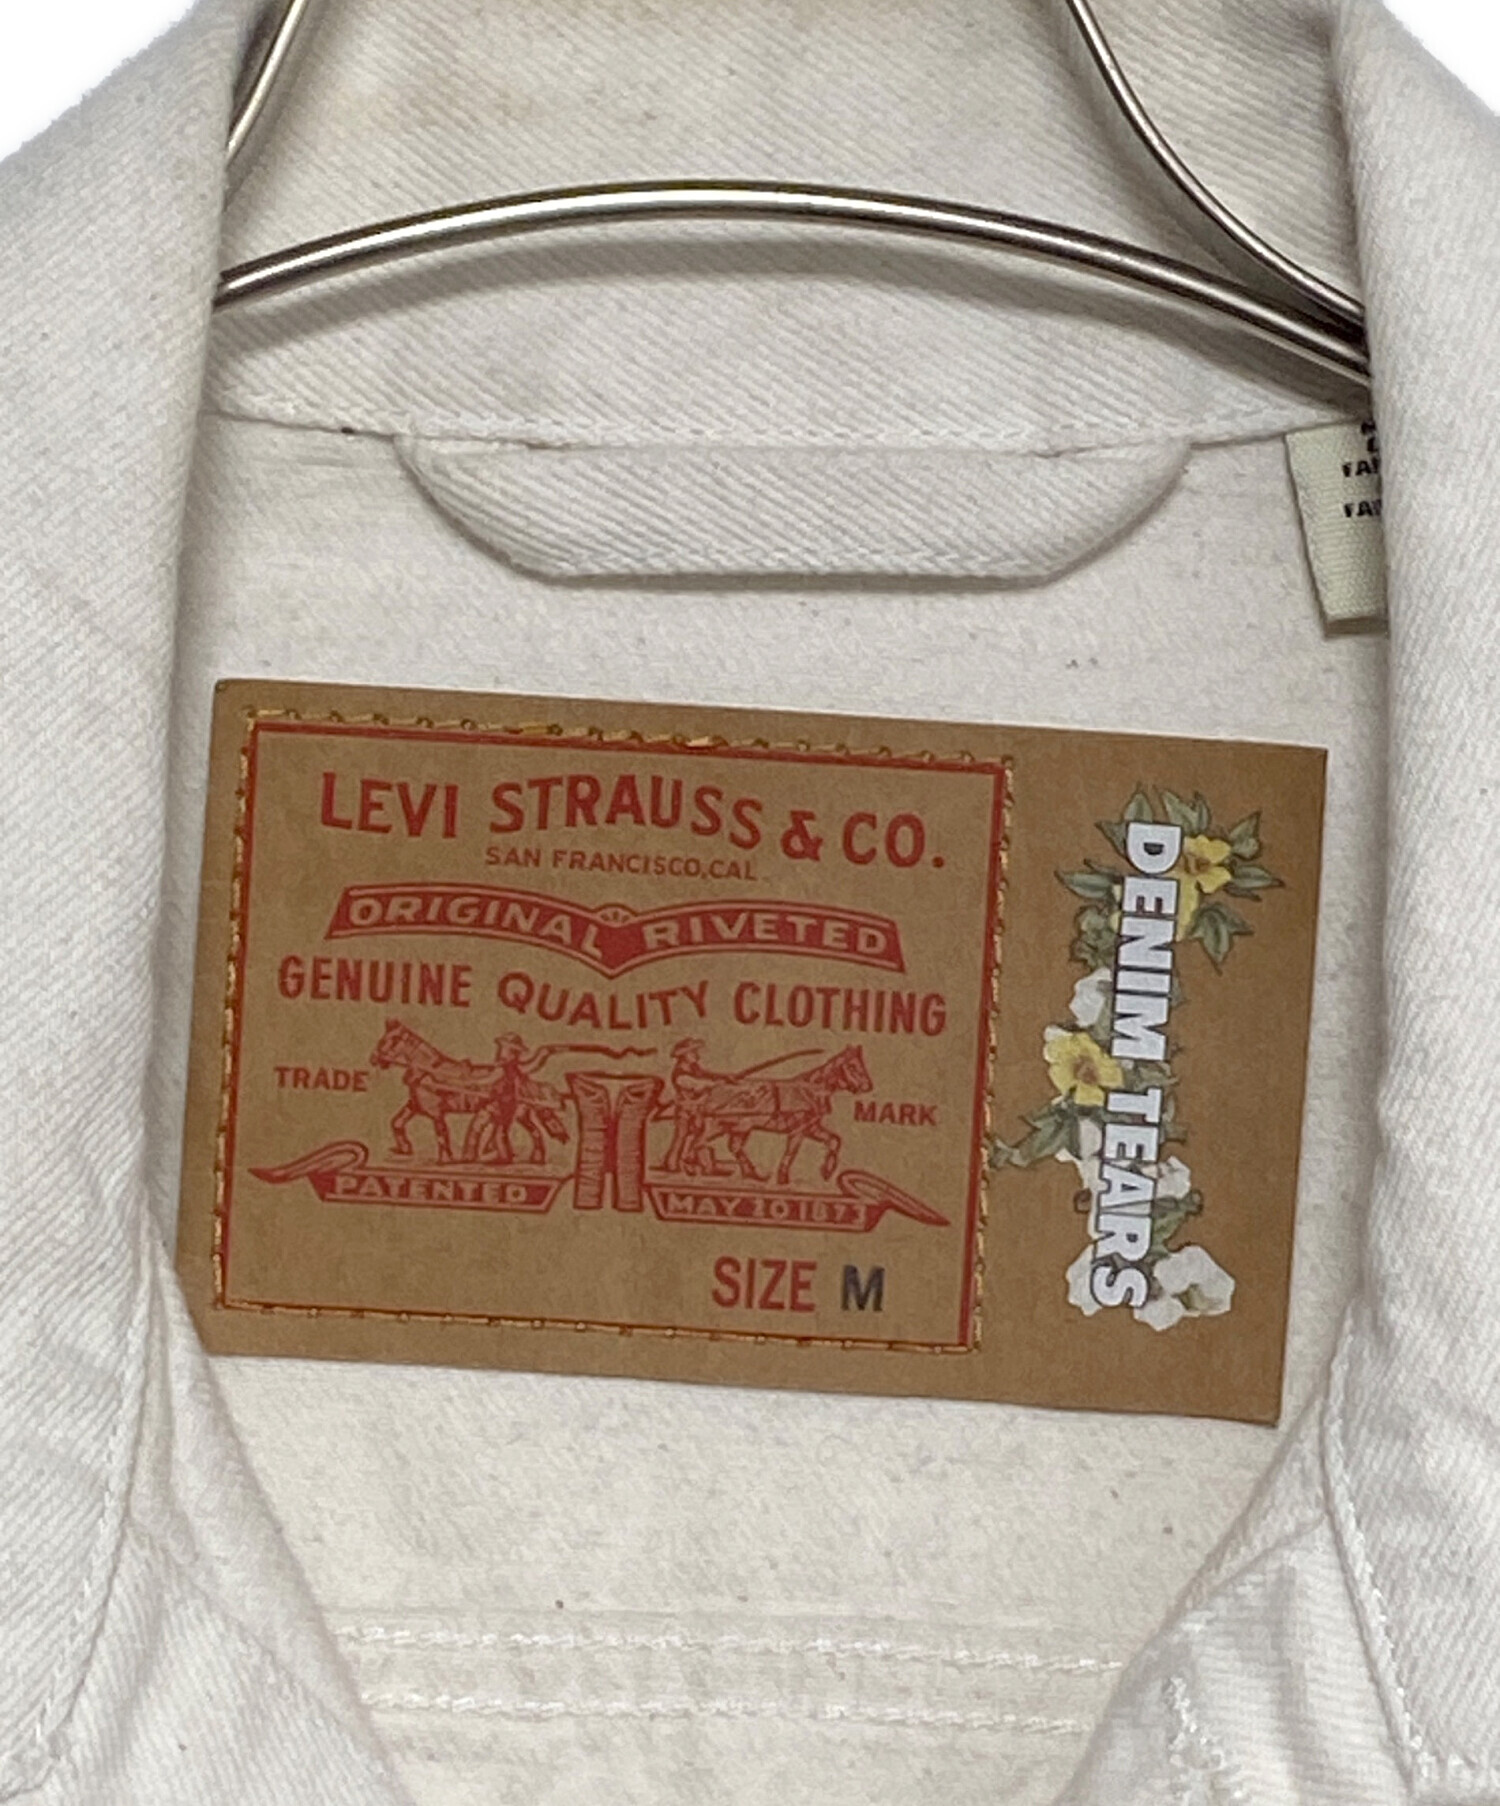 LEVI STRAUSS & CO.
SAN FRANCISCO, CAL.
ORIGINAL RIVETED
GENUINE QUALITY CLOTHING
TRADE MARK
PATENTED MAY 20 1873
SIZE M
DENIM TEARS